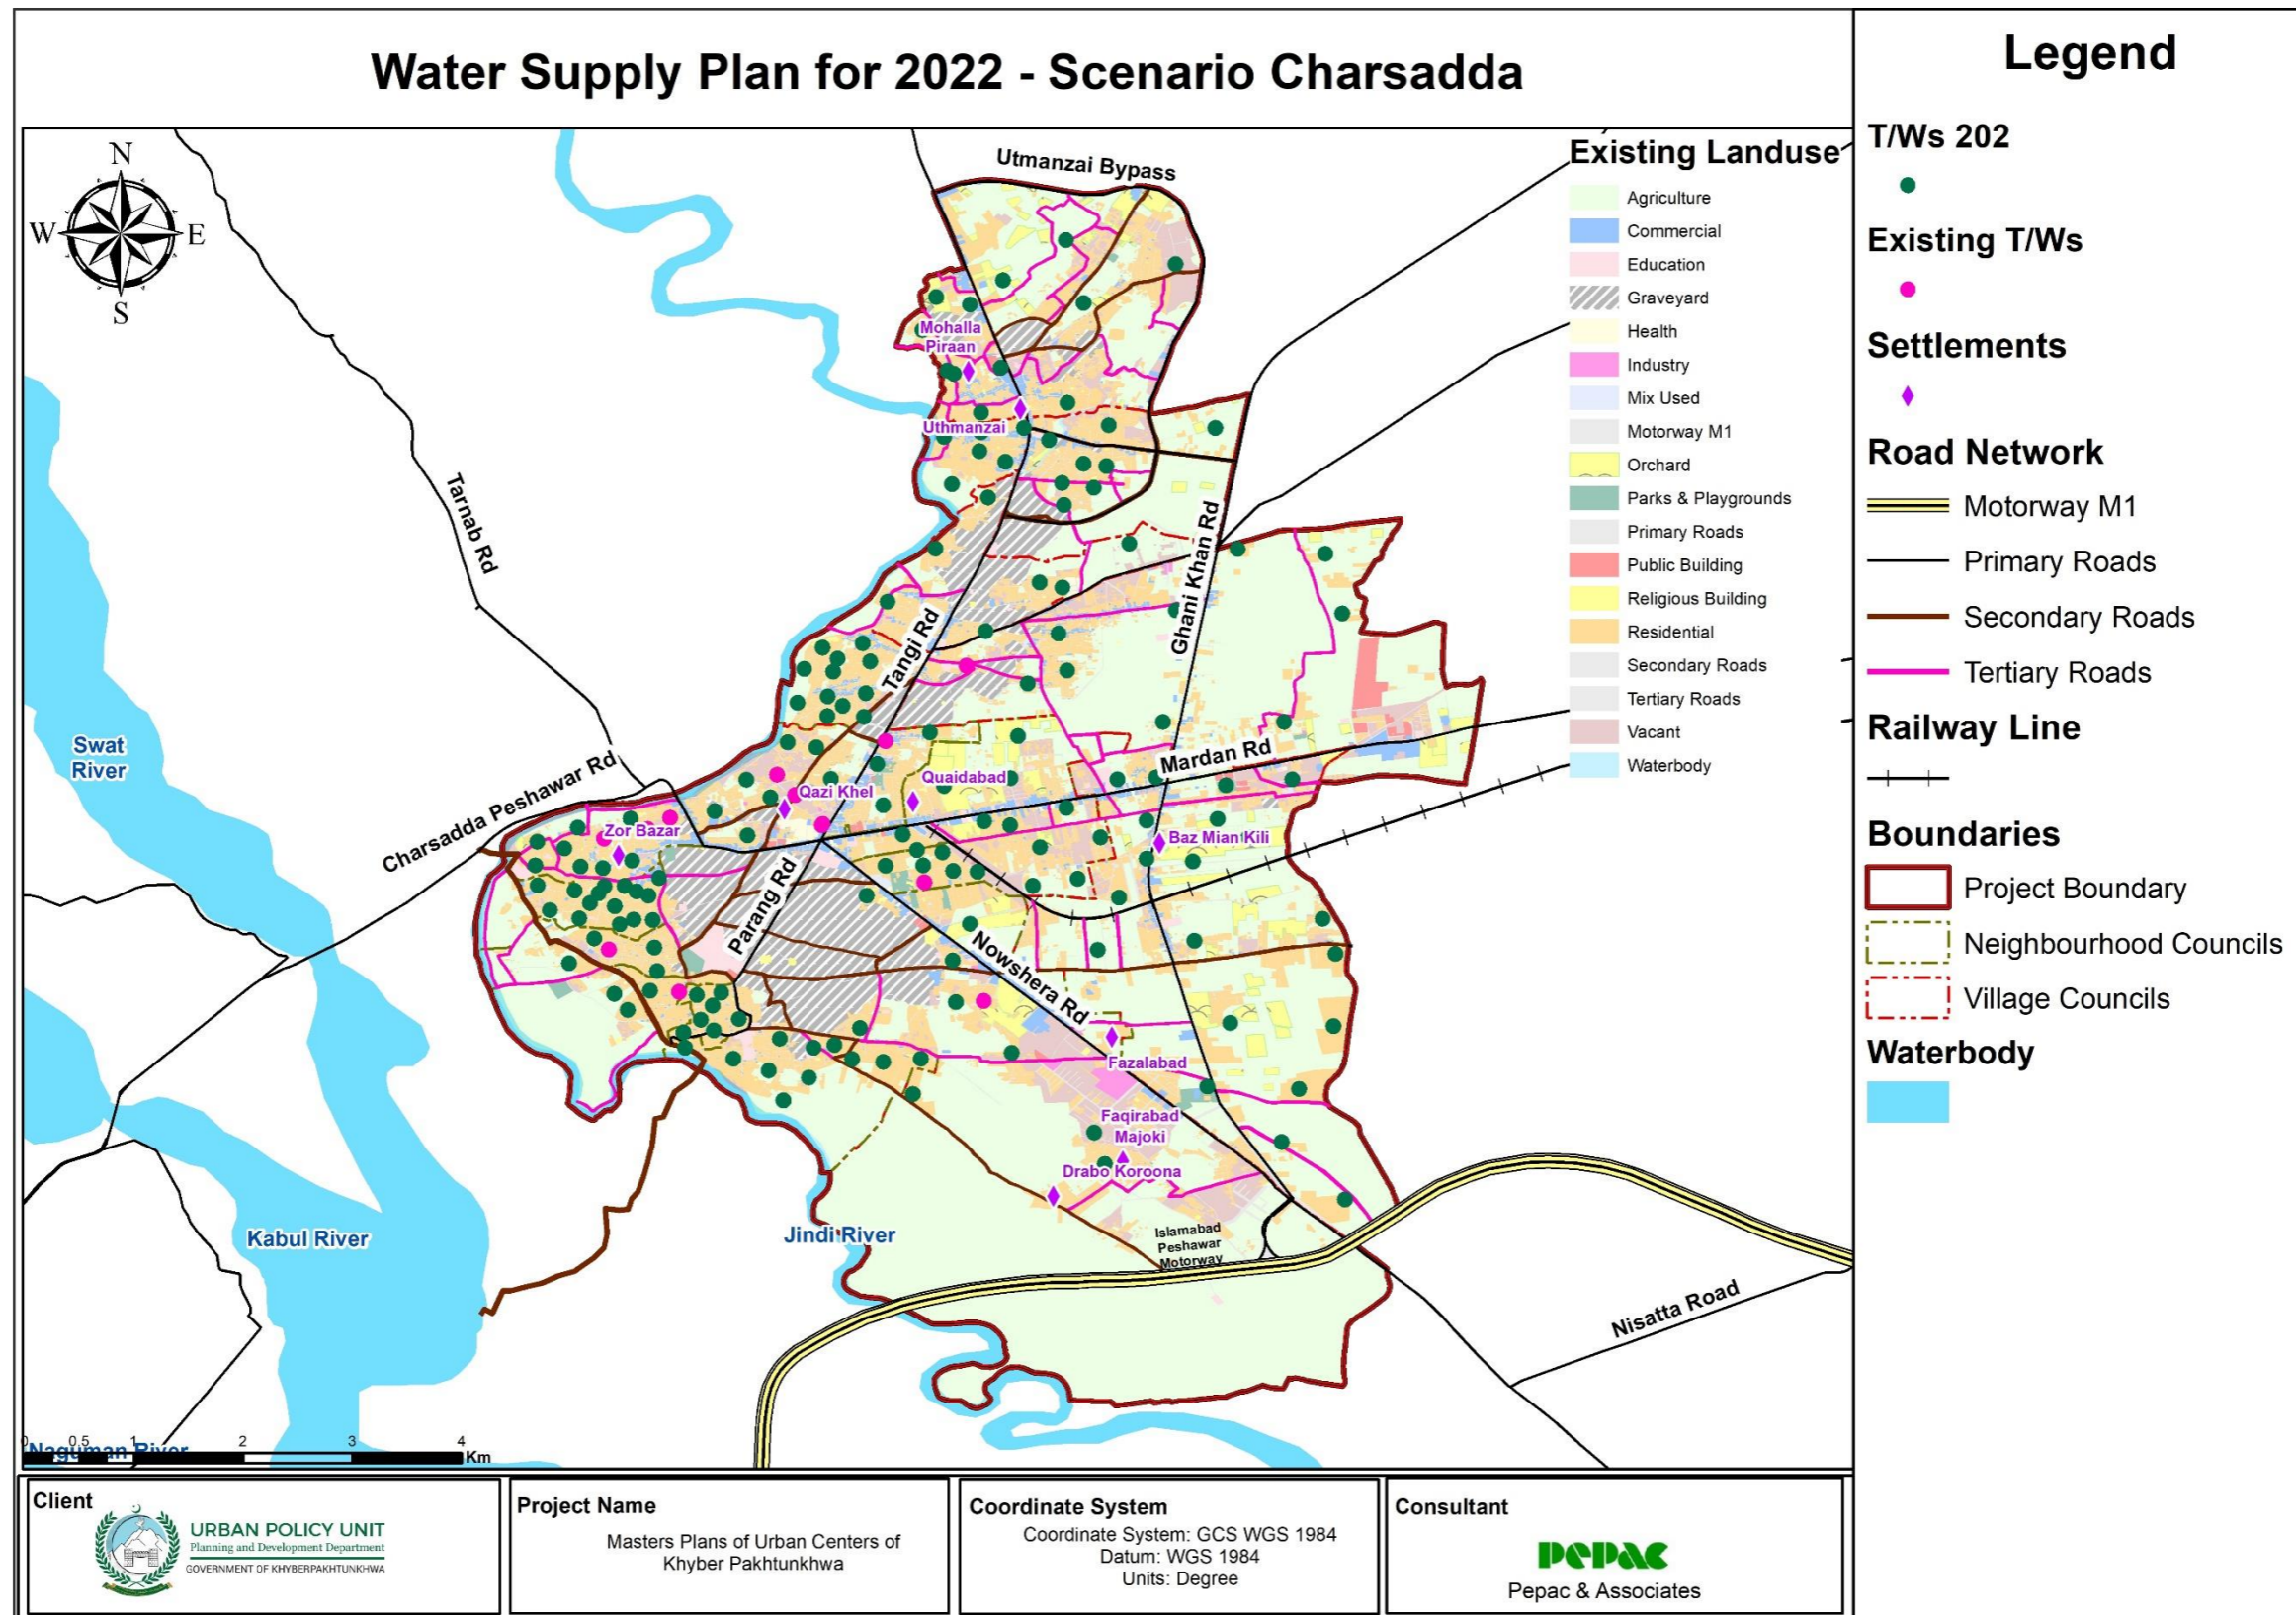 Water Supply Plan for 2022 - Scenario Charsadda
N
W
E
S
Utmanzai Bypass
Mohalla
Piraan
Uthmanzai
Tarnab Rd
Ghani Khan Rd
Tangi Rd
Swat
River
Charsadda Peshawar Rd
Mardan Rd
Quaidabad
Qazi Khel
Zor Bazar
Baz Mian Kili
Parang Rd
Nowshera Rd
Fazalabad
Faqirabad
Majoki
Drabo Koroona
Kabul River
Jindi River
Islamabad
Peshawar
Motorway
Nisatta Road
Naguman River
0 0.5 1 2 3 4
Km
Existing Landuse
Agriculture
Commercial
Education
Graveyard
Health
Industry
Mix Used
Motorway M1
Orchard
Parks & Playgrounds
Primary Roads
Public Building
Religious Building
Residential
Secondary Roads
Tertiary Roads
Vacant
Waterbody
Legend
T/Ws 202
Existing T/Ws
Settlements
Road Network
Motorway M1
Primary Roads
Secondary Roads
Tertiary Roads
Railway Line
Boundaries
Project Boundary
Neighbourhood Councils
Village Councils
Waterbody
Client
URBAN POLICY UNIT
Planning and Development Department
GOVERNMENT OF KHYBERPAKHTUNKHWA
Project Name
Masters Plans of Urban Centers of
Khyber Pakhtunkhwa
Coordinate System
Coordinate System: GCS WGS 1984
Datum: WGS 1984
Units: Degree
Consultant
PEPAC
Pepac & Associates